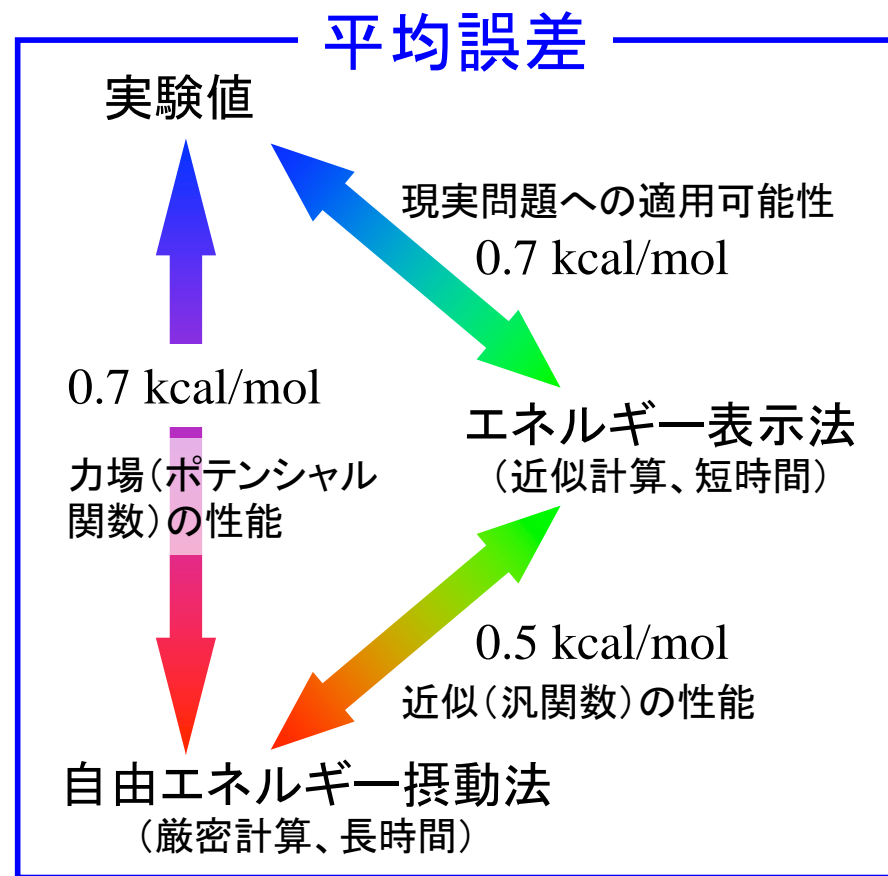 平均誤差
実験値
現実問題への適用可能性
0.7 kcal/mol
0.7 kcal/mol
力場(ポテンシャル
関数)の性能
エネルギー表示法
(近似計算、短時間)
0.5 kcal/mol
近似(汎関数)の性能
自由エネルギー摂動法
(厳密計算、長時間)